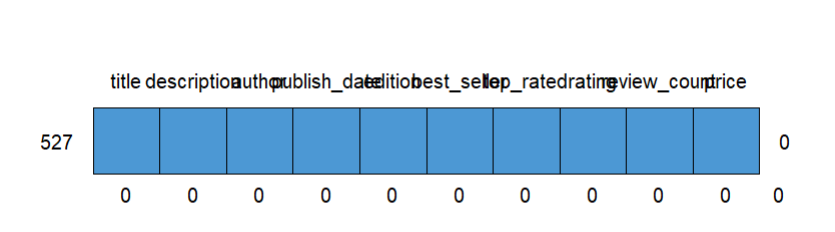 title description author publish_date edition best_seller top_rated rating review_count price
527 0
0 0 0 0 0 0 0 0 0 0 0